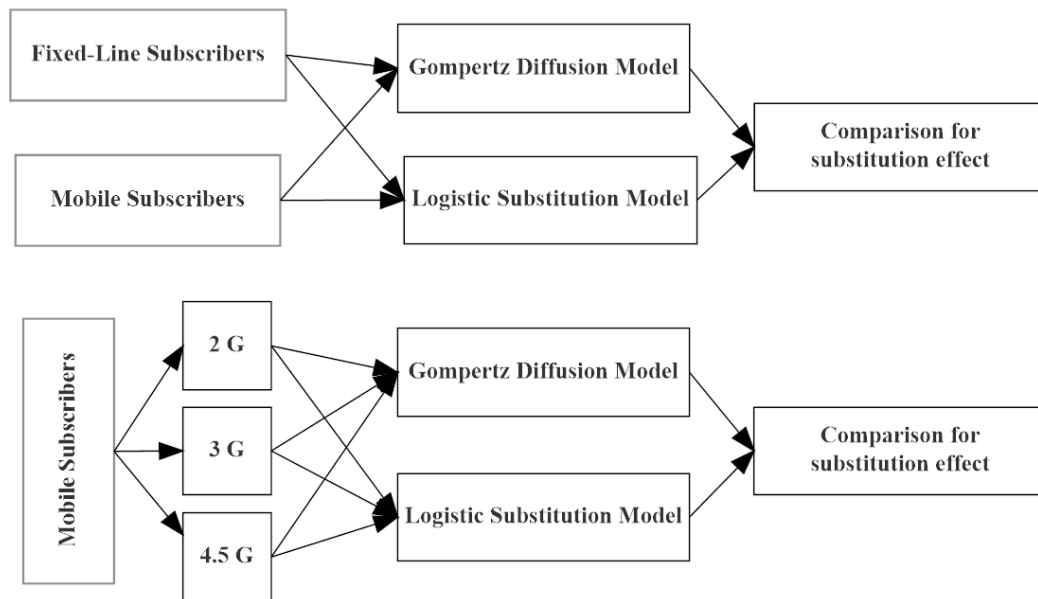 Fixed-Line Subscribers
Gompertz Diffusion Model
Comparison for
substitution effect
Mobile Subscribers
Logistic Substitution Model
Mobile Subscribers
2 G
3 G
4.5 G
Gompertz Diffusion Model
Logistic Substitution Model
Comparison for
substitution effect